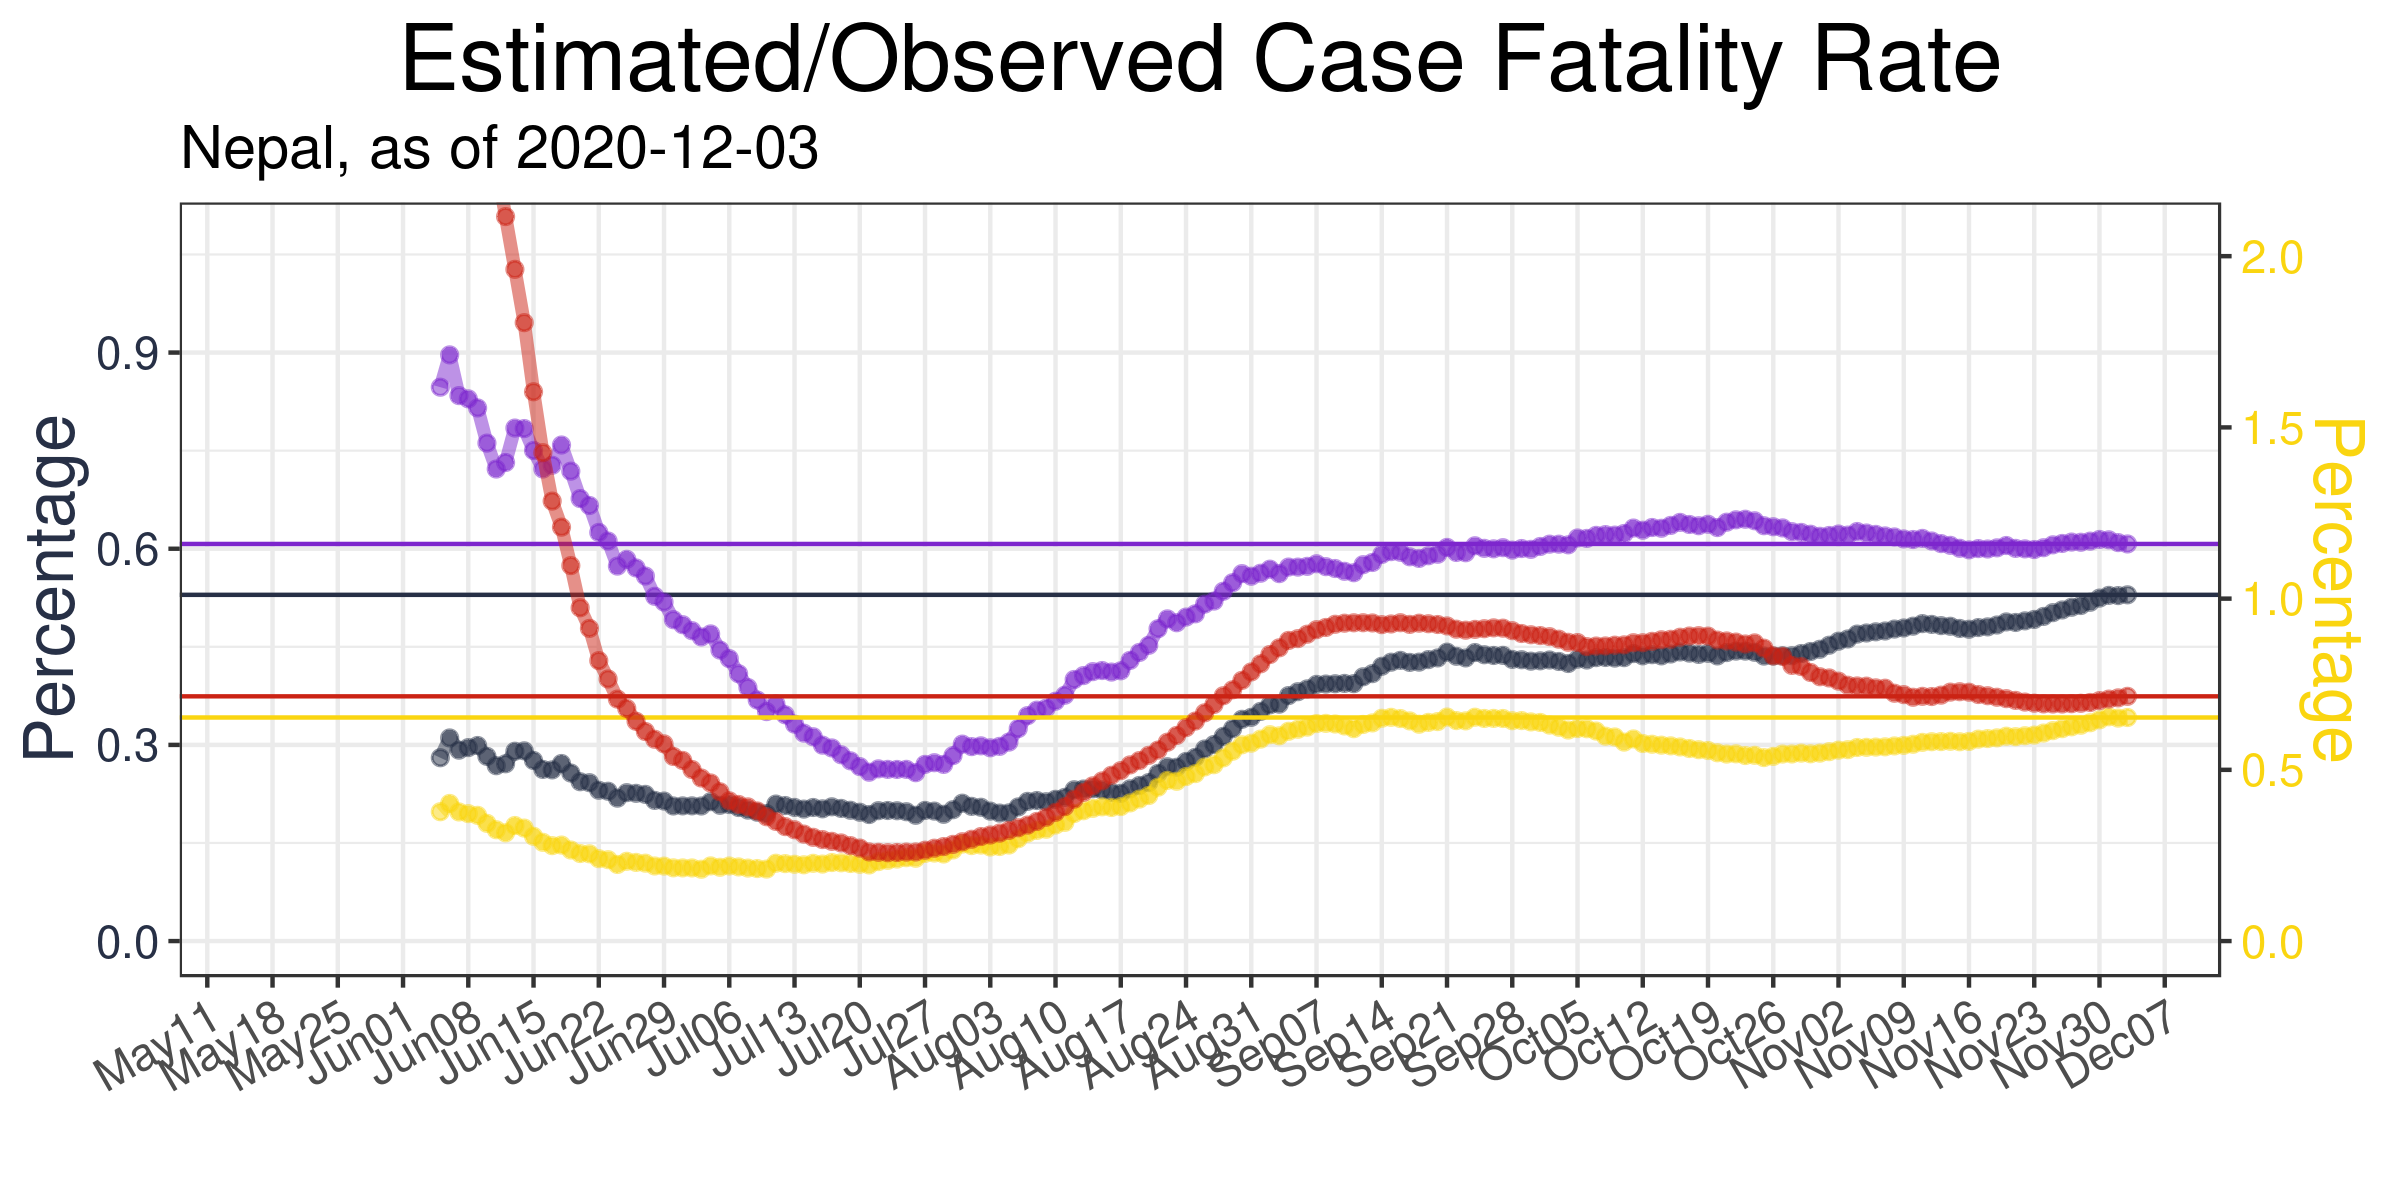 Estimated/Observed Case Fatality Rate
Nepal, as of 2020-12-03
Percentage
0.9
0.6
0.3
0.0
2.0
1.5
1.0
0.5
0.0
Percentage
May11
May18
May25
Jun01
Jun08
Jun15
Jun22
Jun29
Jul06
Jul13
Jul20
Jul27
Aug03
Aug10
Aug17
Aug24
Aug31
Sep07
Sep14
Sep21
Sep28
Oct05
Oct12
Oct19
Oct26
Nov02
Nov09
Nov16
Nov23
Nov30
Dec07